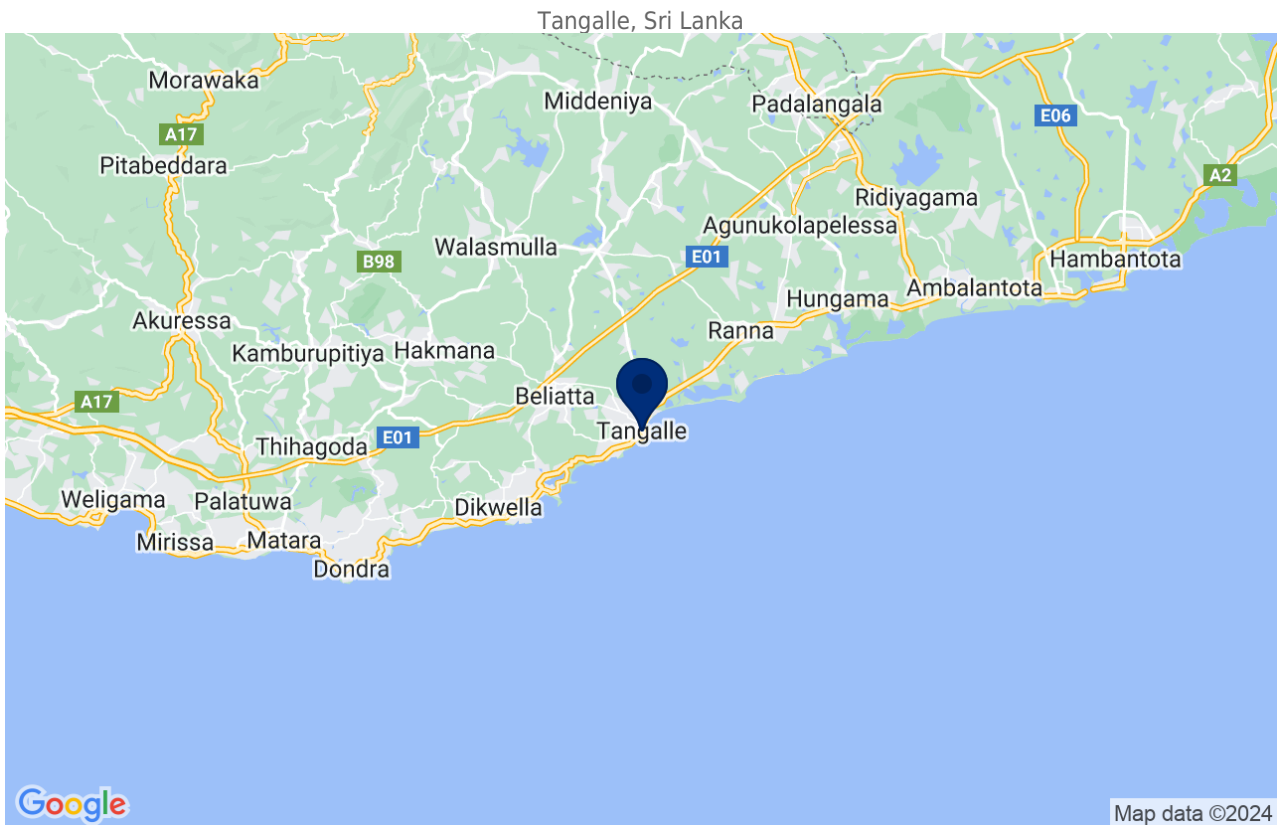 Tangalle, Sri Lanka
Morawaka
Middeniya
Padalangala
E06
A17
Pitabeddara
A2
Ridiyagama
Agunukolapelessa
Walasmulla
E01
B98
Hambantota
Ambalantota
Hungama
Akuressa
Ranna
Kamburupitiya
Hakmana
Beliatta
A17
Tangalle
E01
Thihagoda
Weligama
Palatuwa
Dikwella
Mirissa
Matara
Dondra
Google
Map data ©2024